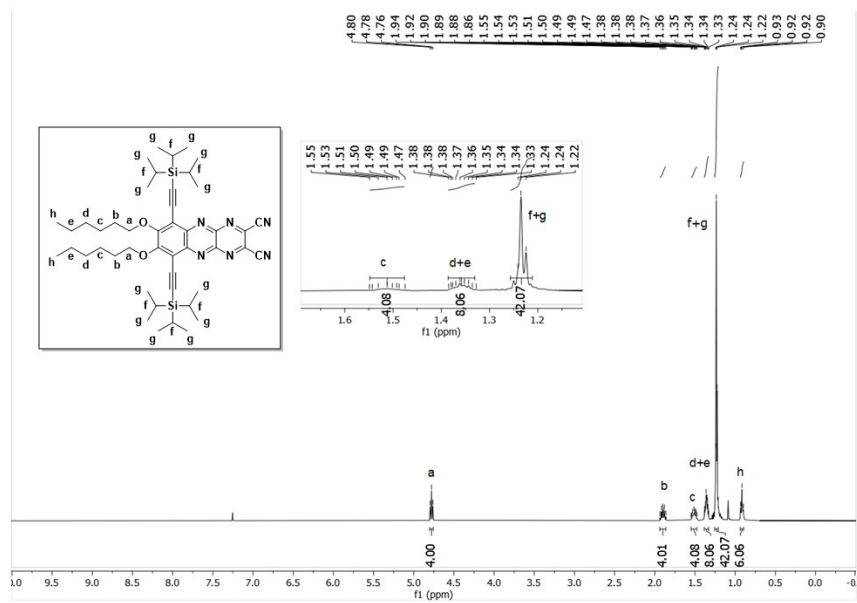 4.80 4.78 4.76 1.94 1.92 1.90 1.89 1.88 1.86 1.55 1.54 1.53 1.51 1.50 1.49 1.49 1.47 1.38 1.38 1.38 1.37 1.36 1.35 1.34 1.34 1.33 1.24 1.24 1.22 0.93 0.92 0.92 0.90
g g
g f g
f Si f
g g
h e d c b a O N N CN
h e d c b a O N N CN
g g
f Si f
g f g
g g
1.55 1.53 1.51 1.50 1.49 1.49 1.47 1.38 1.38 1.38 1.37 1.36 1.35 1.34 1.34 1.33 1.24 1.24 1.22
f+g
c d+e
4.08 8.06 42.07
1.6 1.5 1.4 1.3 1.2
f1 (ppm)
f+g
a b c d+e h
4.00 4.01 4.08 8.06 42.07 6.06
9.5 9.0 8.5 8.0 7.5 7.0 6.5 6.0 5.5 5.0 4.5 4.0 3.5 3.0 2.5 2.0 1.5 1.0 0.5 0.0
f1 (ppm)